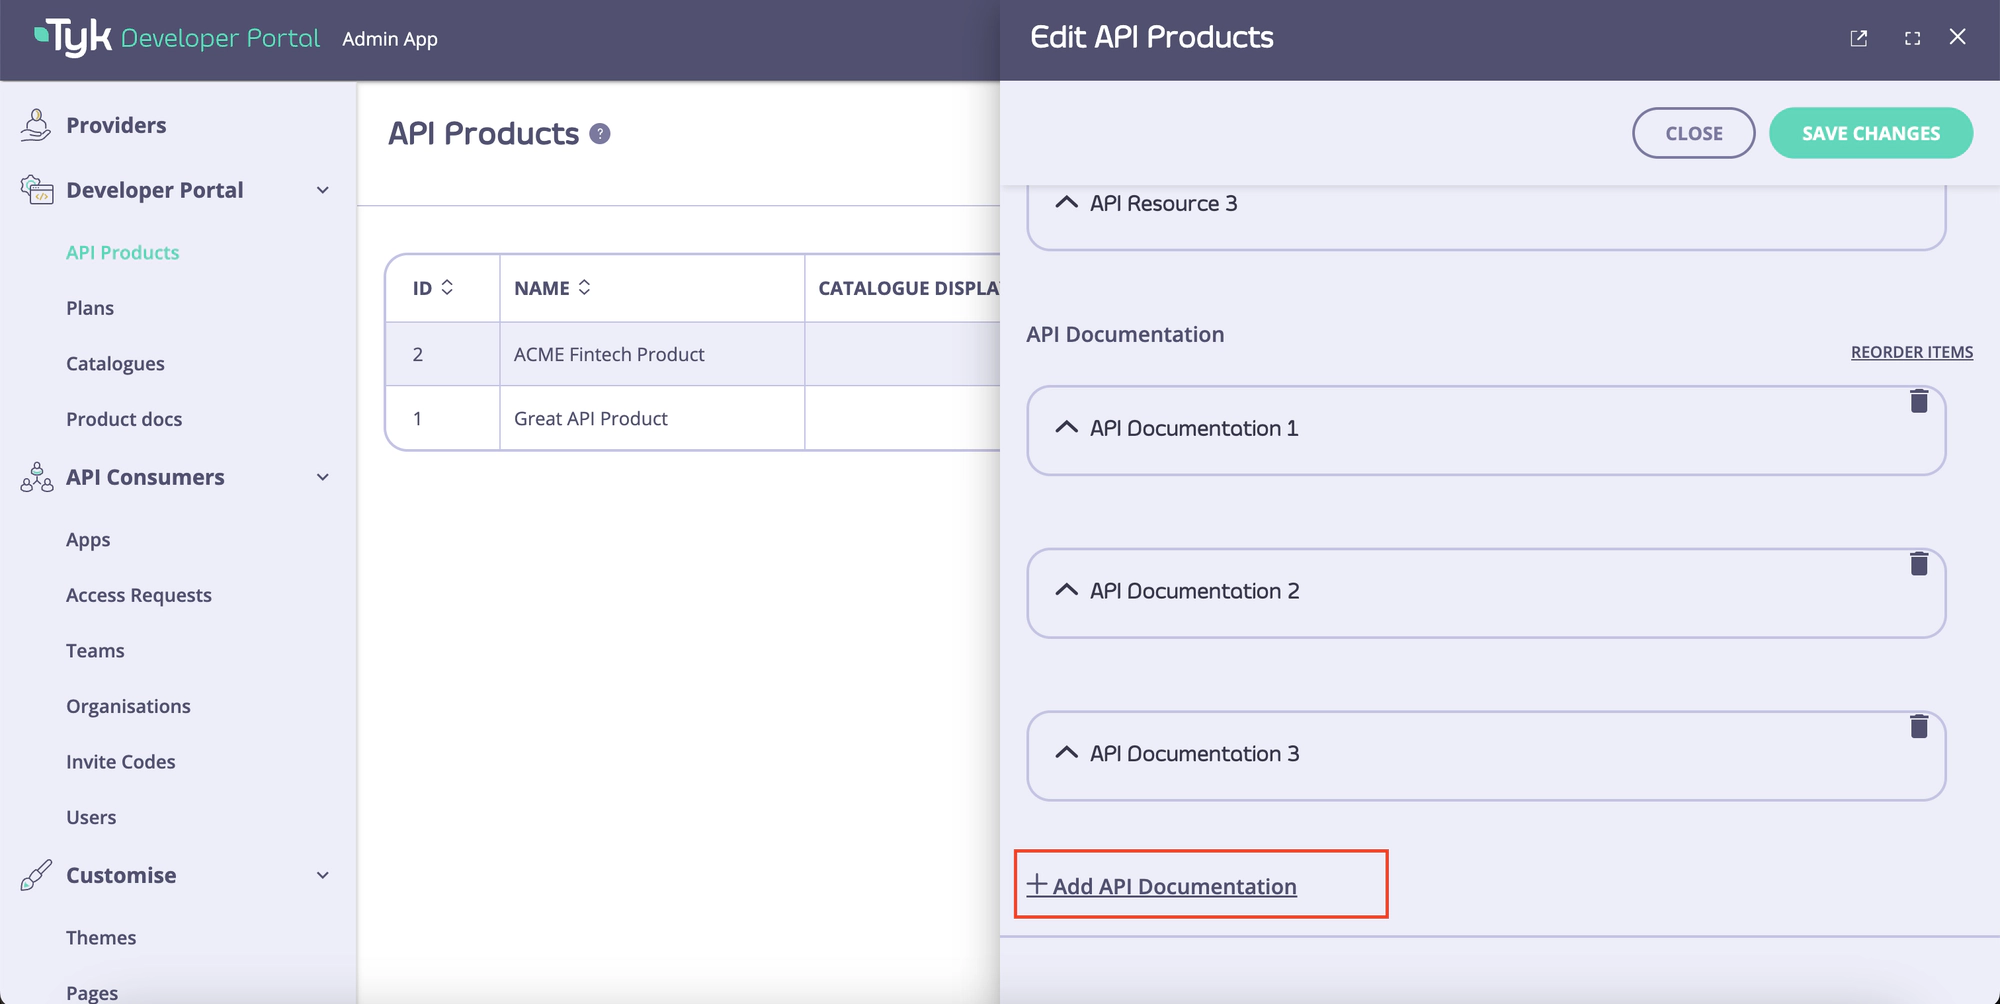 Tyk Developer Portal Admin App
Edit API Products
Providers
Developer Portal
API Products
Plans
Catalogues
Product docs
API Consumers
Apps
Access Requests
Teams
Organisations
Invite Codes
Users
Customise
Themes
Pages
API Products ?
ID NAME CATALOGUE DISPLA
2 ACME Fintech Product
1 Great API Product
CLOSE SAVE CHANGES
API Resource 3
API Documentation
REORDER ITEMS
API Documentation 1
API Documentation 2
API Documentation 3
+ Add API Documentation